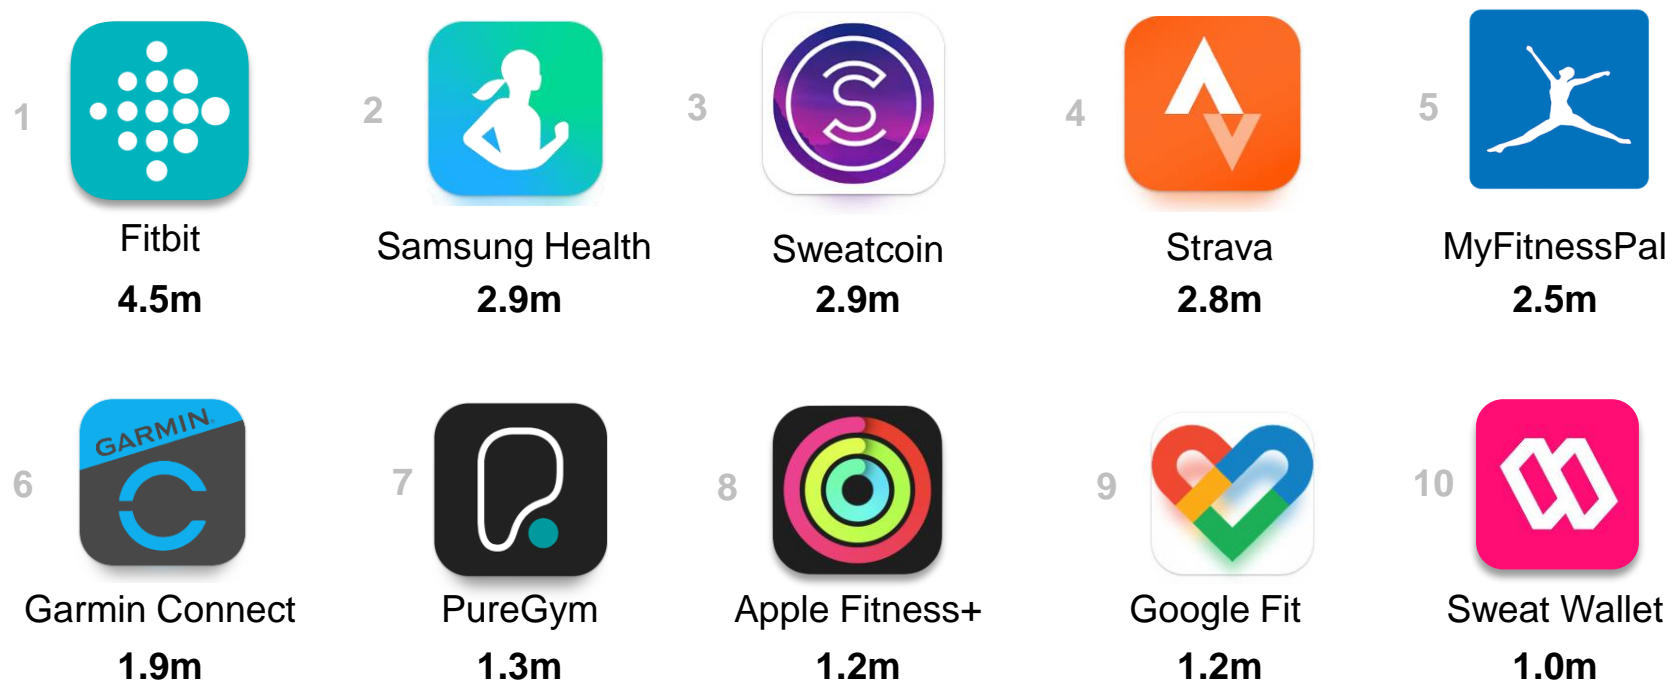 1
2
3
4
5
Fitbit
Samsung Health
Sweatcoin
Strava
MyFitnessPal
4.5m
2.9m
2.9m
2.8m
2.5m
GARMIN.
6
7
8
9
10
Garmin Connect
PureGym
Apple Fitness+
Google Fit
Sweat Wallet
1.9m
1.3m
1.2m
1.2m
1.0m